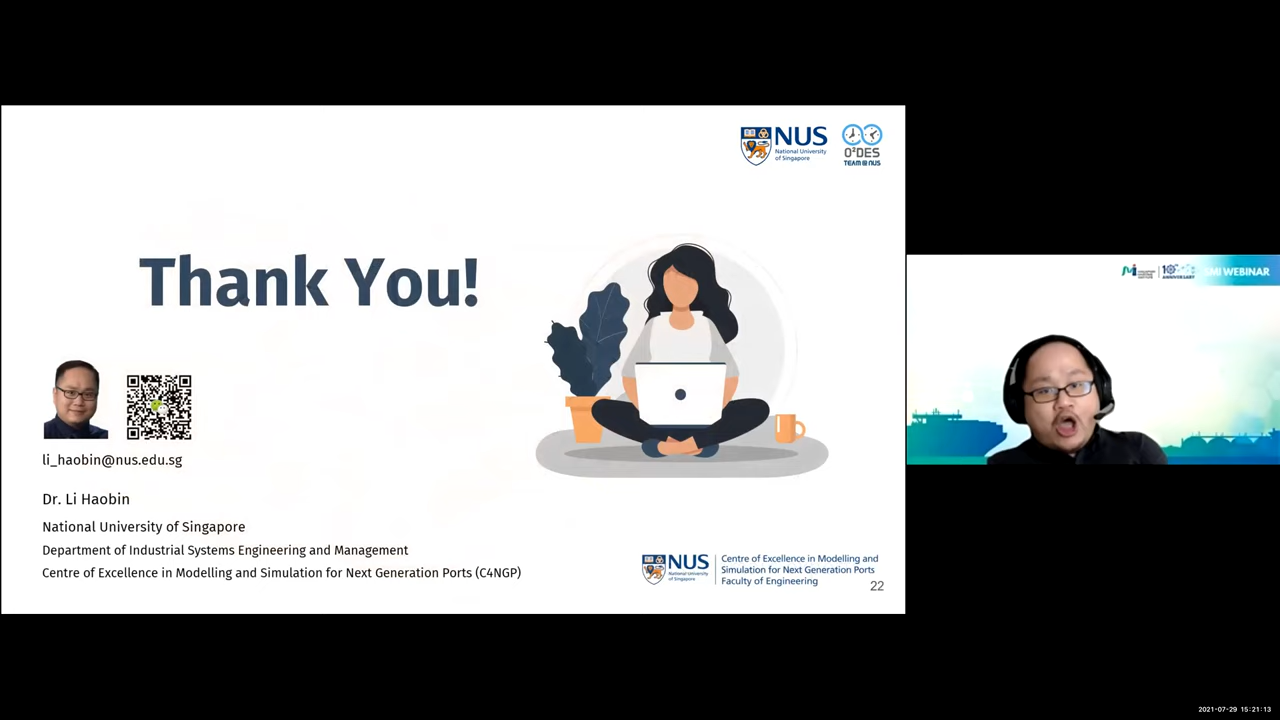 NUS
National University
of Singapore
O²DES
TEAM @ NUS
Thank You!
li_haobin@nus.edu.sg
Dr. Li Haobin
National University of Singapore
Department of Industrial Systems Engineering and Management
Centre of Excellence in Modelling and Simulation for Next Generation Ports (C4NGP)
NUS
National University
of Singapore
Centre of Excellence in Modelling and
Simulation for Next Generation Ports
Faculty of Engineering
22
ANNIVERSARY
SMI WEBINAR
2021-07-29 15:21:13